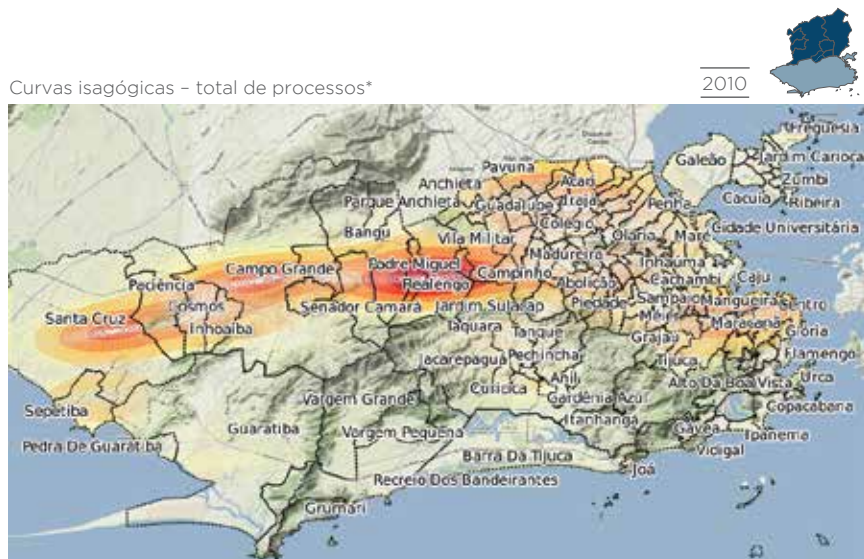 Curvas isagógicas – total de processos*
2010
Freguesia
Pavuna
Galeão
Jardim Carioca
Anchieta
Acari
Zumbi
Parque Anchieta
Guadalupe
Irajá
Penha
Cacuia
Ribeira
Bangu
Colégio
Cidade Universitária
Vila Militar
Olaria
Maré
Madureira
Inhaúma
Campo Grande
Padre Miguel
Campinho
Cachambi
Caju
Paciência
Realengo
Abolição
Sampaio
Mangueira
Centro
Cosmos
Senador Camará
Jardim Sulacap
Piedade
Santa Cruz
Inhoaíba
Taquara
Tanque
Méier
Maracanã
Glória
Grajaú
Jacarepaguá
Pechincha
Tijuca
Flamengo
Curicica
Anil
Alto Da Boa Vista
Urca
Sepetiba
Vargem Grande
Gardênia Azul
Copacabana
Guaratiba
Itanhangá
Gávea
Ipanema
Pedra De Guaratiba
Vargem Pequena
Vidigal
Barra Da Tijuca
Joá
Recreio Dos Bandeirantes
Grumari